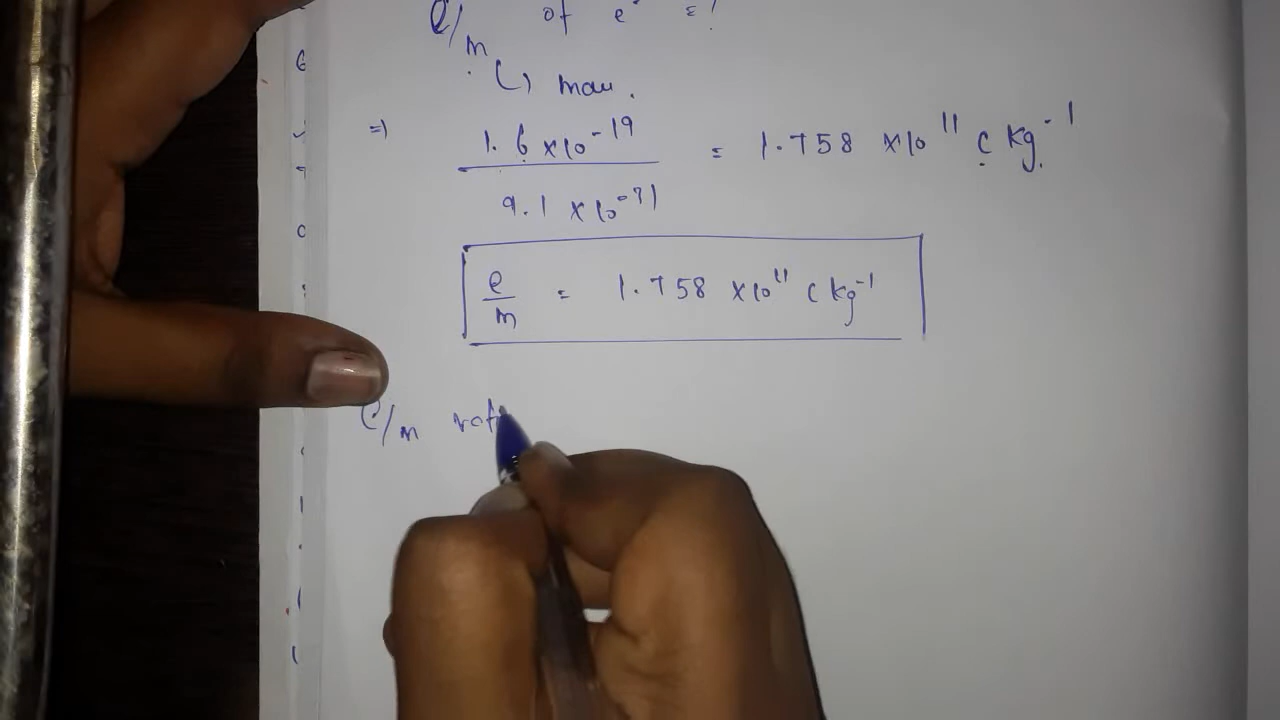 e/m of e⁻ = ?
↳ mass.
⇒ 1.6 × 10⁻¹⁹ / 9.1 × 10⁻³¹ = 1.758 × 10¹¹ C kg⁻¹
e/m = 1.758 × 10¹¹ C kg⁻¹
e/m rat